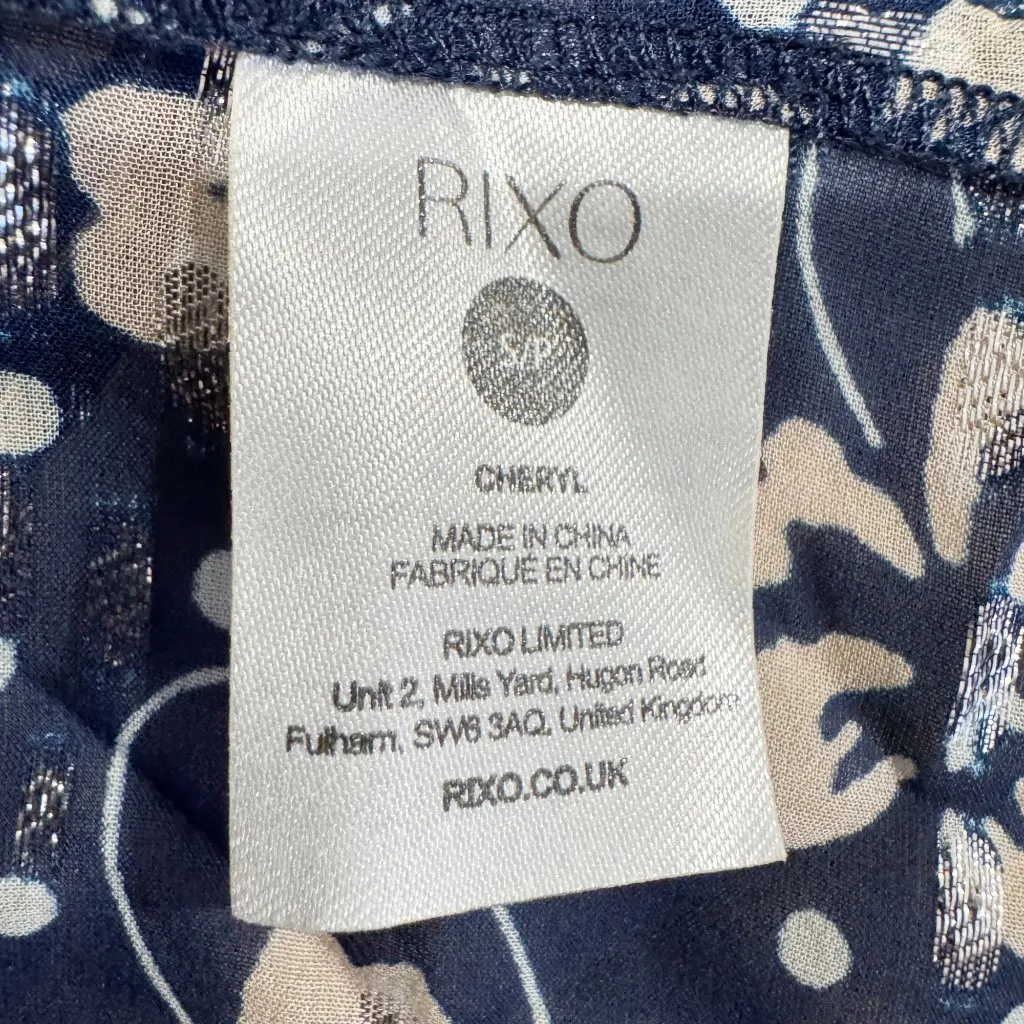 RIXO
S/P
CHERYL
MADE IN CHINA
FABRIQUÉ EN CHINE
RIXO LIMITED
Unit 2, Mills Yard, Hugon Road
Fulham, SW6 3AQ, United Kingdom
RIXO.CO.UK